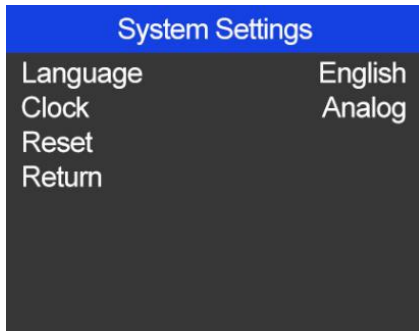 System Settings
Language English
Clock Analog
Reset
Return